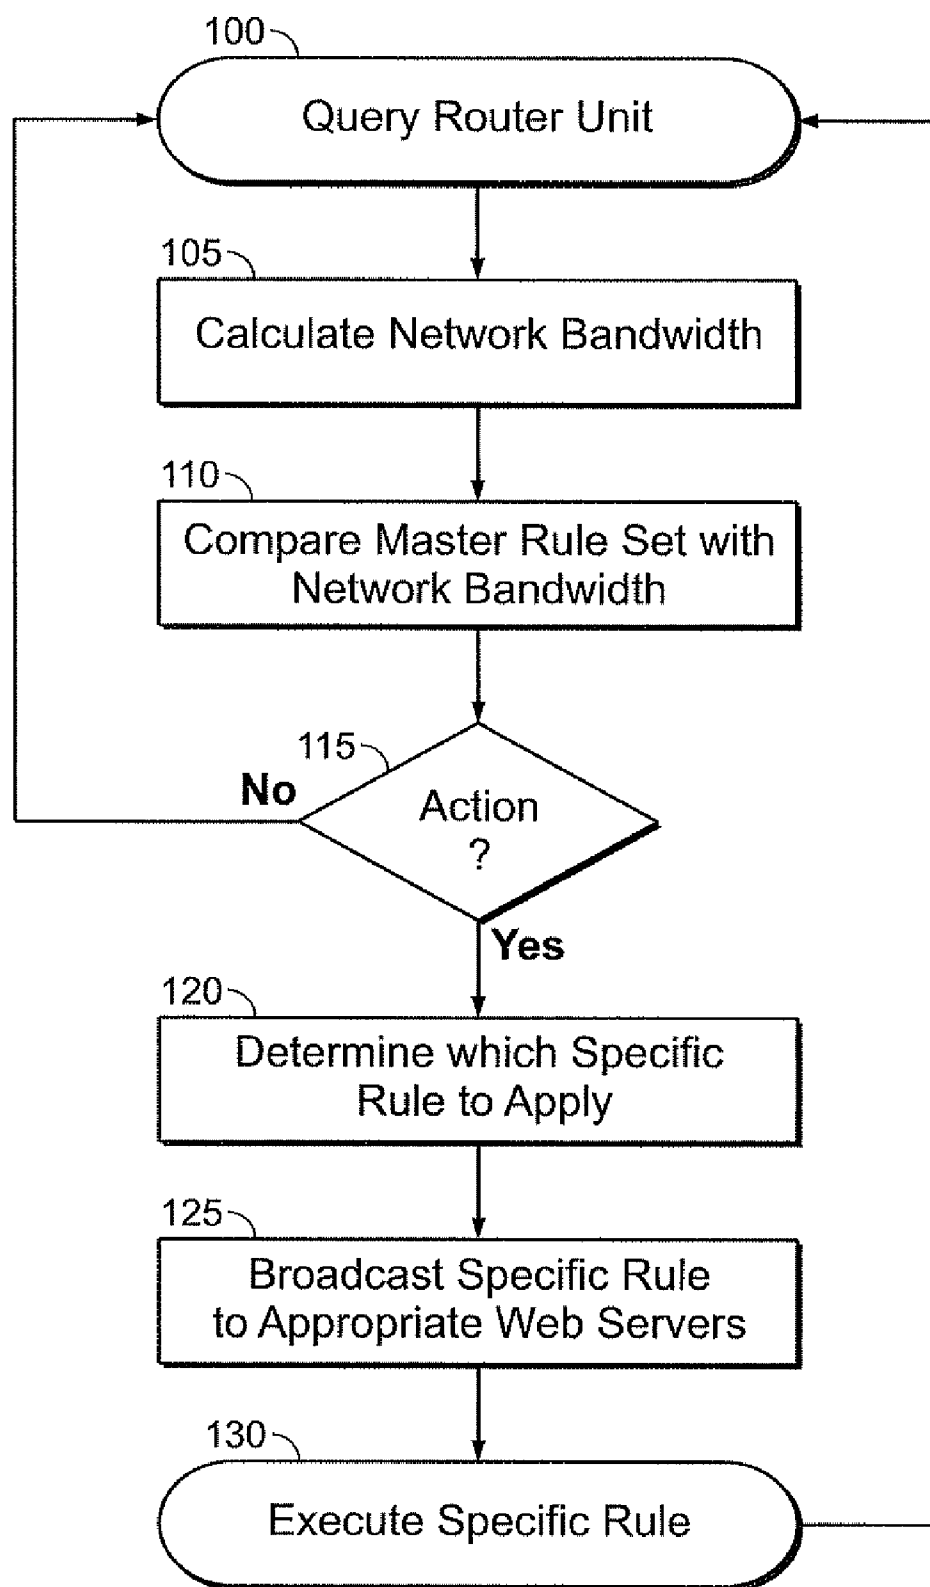 100
Query Router Unit
105
Calculate Network Bandwidth
110
Compare Master Rule Set with
Network Bandwidth
115
No
Action
?
Yes
120
Determine which Specific
Rule to Apply
125
Broadcast Specific Rule
to Appropriate Web Servers
130
Execute Specific Rule